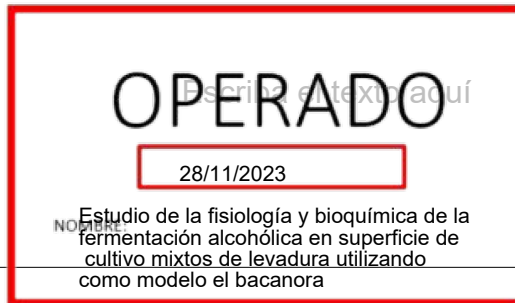 OPERADO
Escriba el texto aquí
28/11/2023
NOMBRE:
Estudio de la fisiología y bioquímica de la
fermentación alcohólica en superficie de
cultivo mixtos de levadura utilizando
como modelo el bacanora